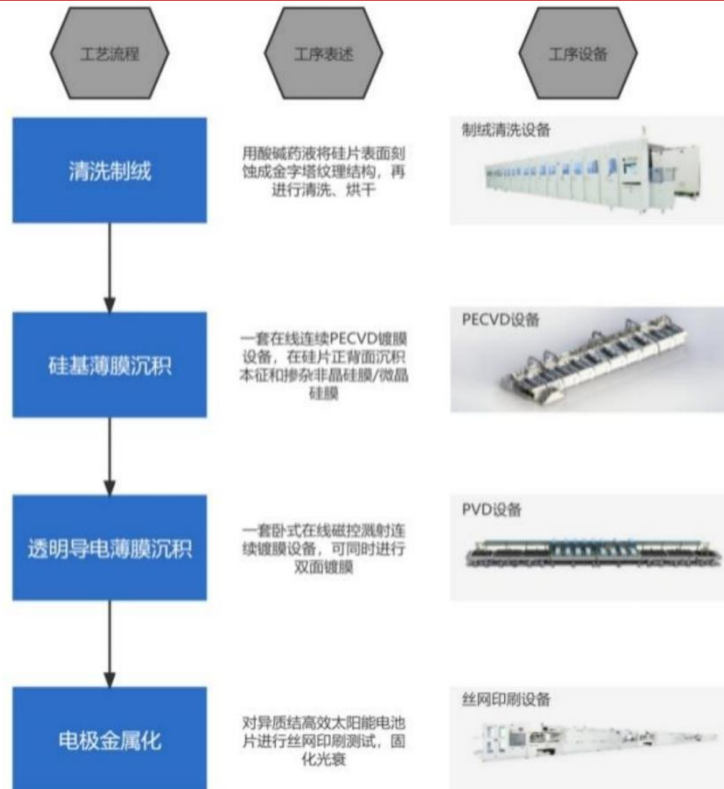 工艺流程
工序表述
工序设备
清洗制绒
用酸碱药液将硅片表面刻
蚀成金字塔纹理结构，再
进行清洗、烘干
制绒清洗设备
硅基薄膜沉积
一套在线连续PECVD镀膜
设备，在硅片正背面沉积
本征和掺杂非晶硅膜/微晶
硅膜
PECVD设备
透明导电薄膜沉积
一套卧式在线磁控溅射连
续镀膜设备，可同时进行
双面镀膜
PVD设备
电极金属化
对异质结高效太阳能电池
片进行丝网印刷测试，固
化光衰
丝网印刷设备